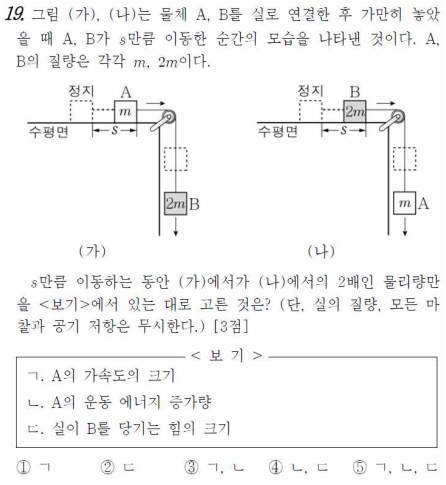 19. 그림 (가), (나)는 물체 A, B를 실로 연결한 후 가만히 놓았
을 때 A, B가 s만큼 이동한 순간의 모습을 나타낸 것이다. A,
B의 질량은 각각 m, 2m이다.
정지 A
m
수평면 s
2m B
(가)
정지 B
2m
수평면 s
m A
(나)
s만큼 이동하는 동안 (가)에서가 (나)에서의 2배인 물리량만
을 <보기>에서 있는 대로 고른 것은? (단, 실의 질량, 모든 마
찰과 공기 저항은 무시한다.) [3점]
< 보 기 >
ㄱ. A의 가속도의 크기
ㄴ. A의 운동 에너지 증가량
ㄷ. 실이 B를 당기는 힘의 크기
① ㄱ ② ㄷ ③ ㄱ, ㄴ ④ ㄴ, ㄷ ⑤ ㄱ, ㄴ, ㄷ